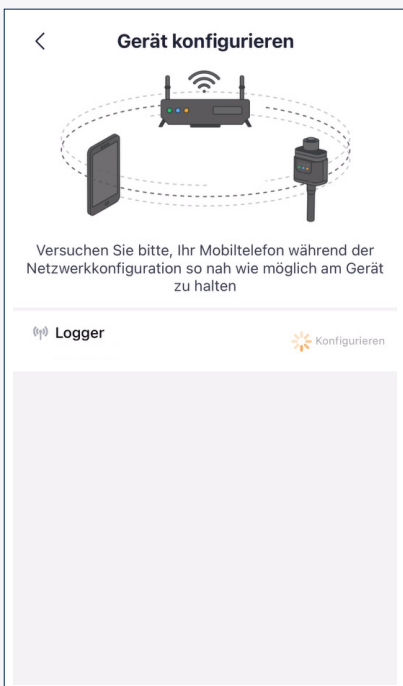 Gerät konfigurieren
Versuchen Sie bitte, Ihr Mobiltelefon während der
Netzwerkkonfiguration so nah wie möglich am Gerät
zu halten
Logger
Konfigurieren